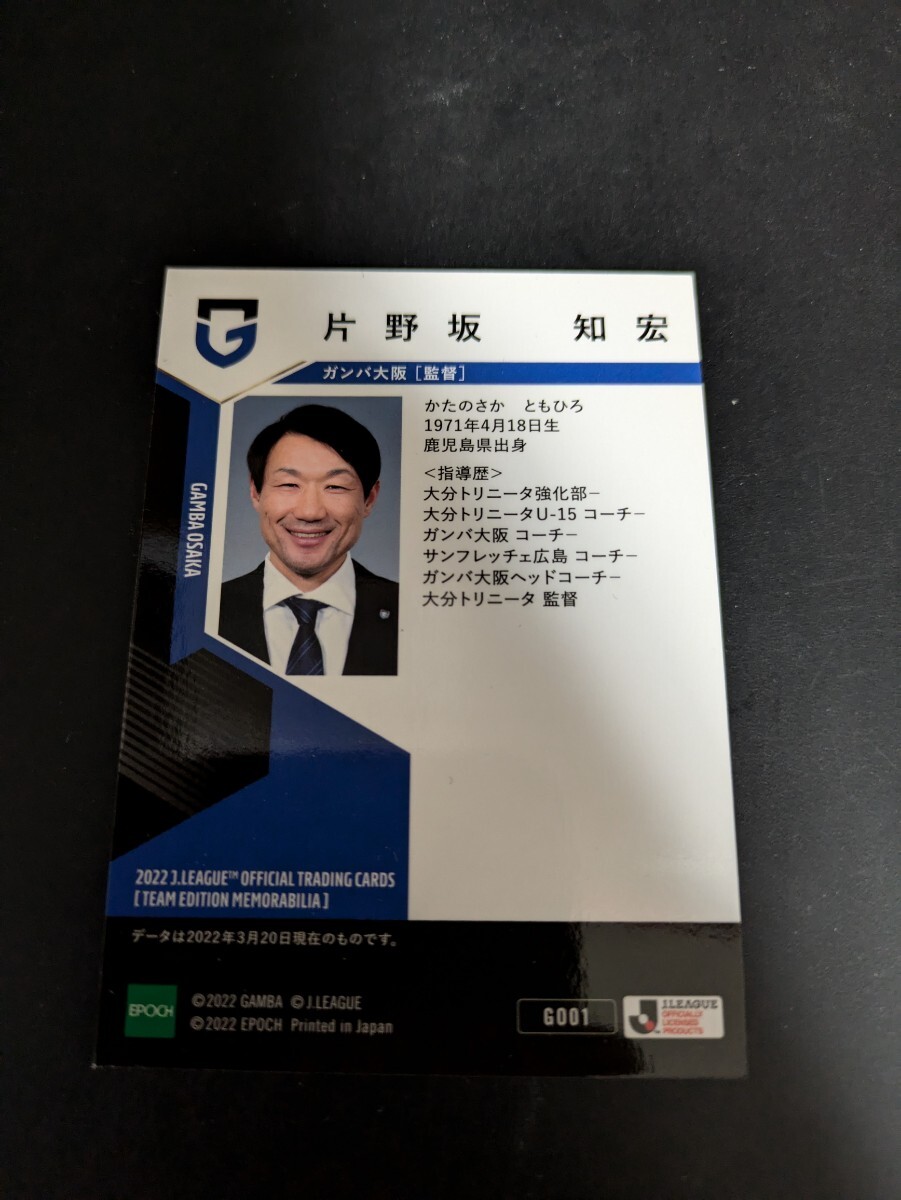 片野坂 知宏
ガンバ大阪 [監督]
かたのさか ともひろ
1971年4月18日生
鹿児島県出身
<指導歴>
大分トリニータ強化部−
大分トリニータU-15 コーチ−
ガンバ大阪 コーチ−
サンフレッチェ広島 コーチ−
ガンバ大阪ヘッドコーチ−
大分トリニータ 監督
GAMBA OSAKA
2022 J.LEAGUE™ OFFICIAL TRADING CARDS
[TEAM EDITION MEMORABILIA]
データは2022年3月20日現在のものです。
EPOCH
©2022 GAMBA ©J.LEAGUE
©2022 EPOCH Printed in Japan
G001
J.LEAGUE
OFFICIALLY
LICENSED
PRODUCTS